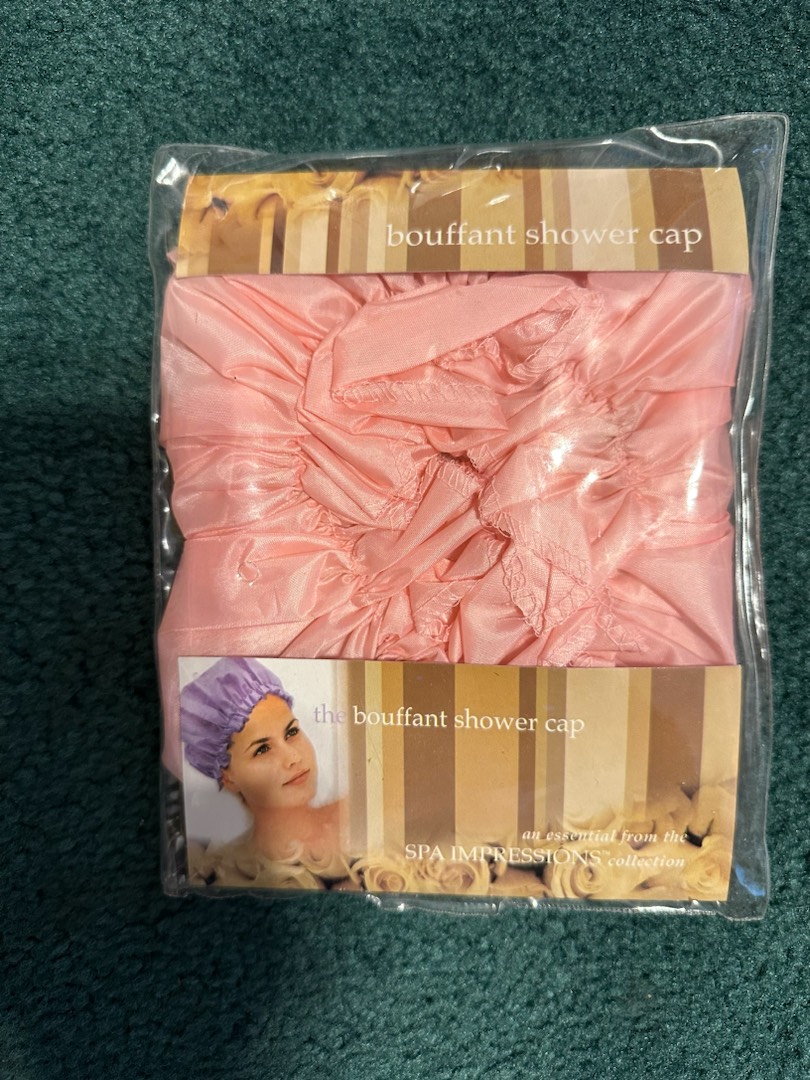 bouffant shower cap
the bouffant shower cap
an essential from the
SPA IMPRESSIONS™ collection